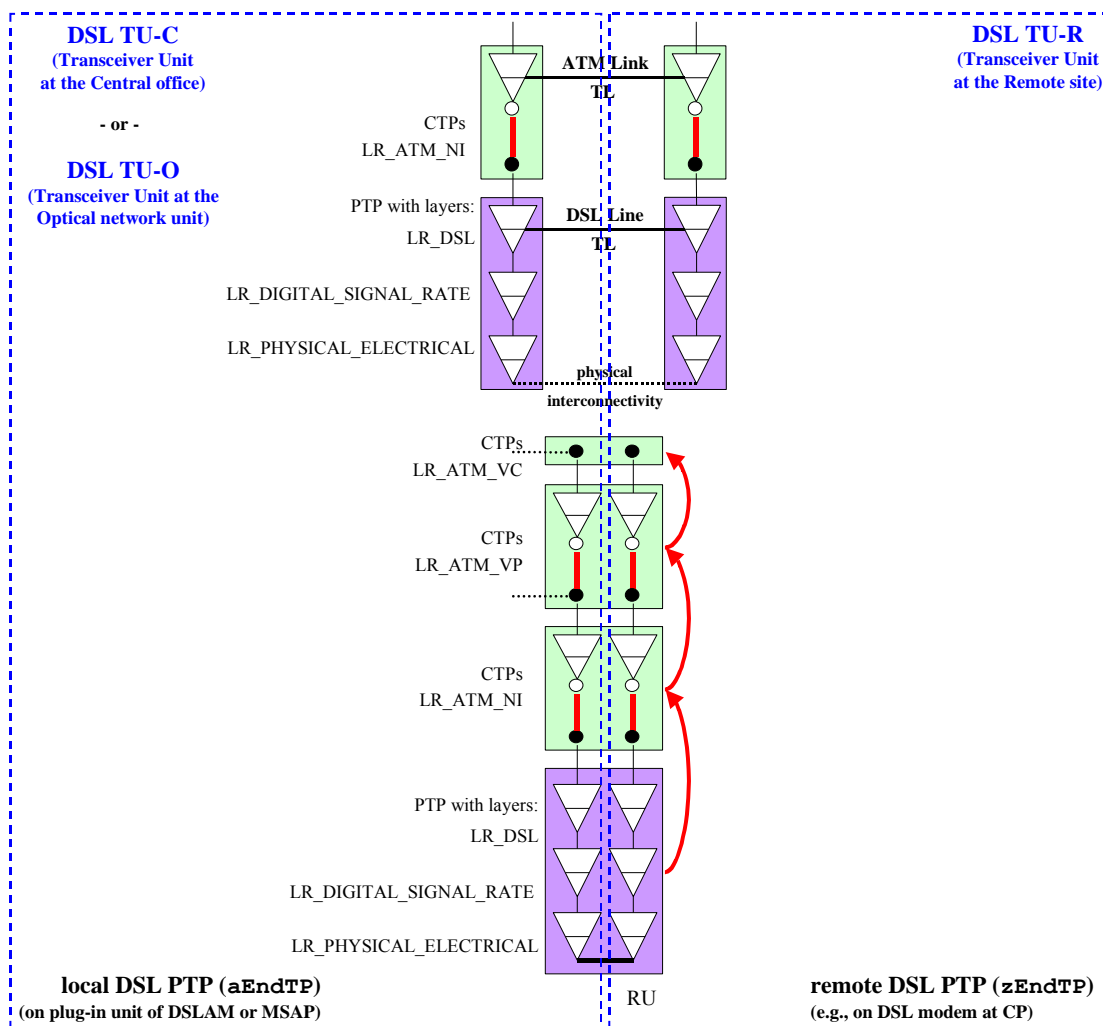 DSL TU-C
(Transceiver Unit
at the Central office)
- or -
DSL TU-O
(Transceiver Unit at the
Optical network unit)
DSL TU-R
(Transceiver Unit
at the Remote site)
ATM Link
TL
CTPs
LR_ATM_NI
PTP with layers:
LR_DSL
DSL Line
TL
LR_DIGITAL_SIGNAL_RATE
LR_PHYSICAL_ELECTRICAL
physical
interconnectivity
CTPs
LR_ATM_VC
CTPs
LR_ATM_VP
CTPs
LR_ATM_NI
PTP with layers:
LR_DSL
LR_DIGITAL_SIGNAL_RATE
LR_PHYSICAL_ELECTRICAL
RU
local DSL PTP (aEndTP)
(on plug-in unit of DSLAM or MSAP)
remote DSL PTP (zEndTP)
(e.g., on DSL modem at CP)